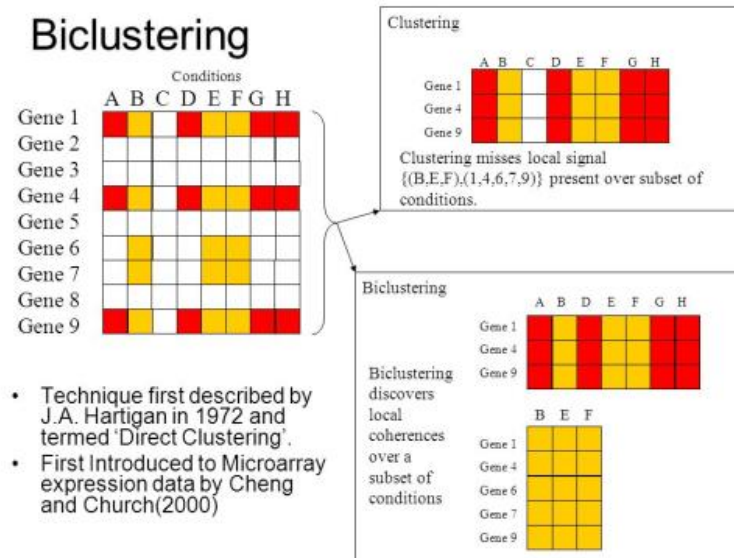 Biclustering
Conditions
A B C D E F G H
Gene 1
Gene 2
Gene 3
Gene 4
Gene 5
Gene 6
Gene 7
Gene 8
Gene 9
• Technique first described by
J.A. Hartigan in 1972 and
termed ‘Direct Clustering’.
• First Introduced to Microarray
expression data by Cheng
and Church(2000)
Clustering
A B C D E F G H
Gene 1
Gene 4
Gene 9
Clustering misses local signal
{(B,E,F),(1,4,6,7,9)} present over subset of
conditions.
Biclustering
A B D E F G H
Gene 1
Gene 4
Gene 9
Biclustering
discovers
local
coherences
over a
subset of
conditions
B E F
Gene 1
Gene 4
Gene 6
Gene 7
Gene 9